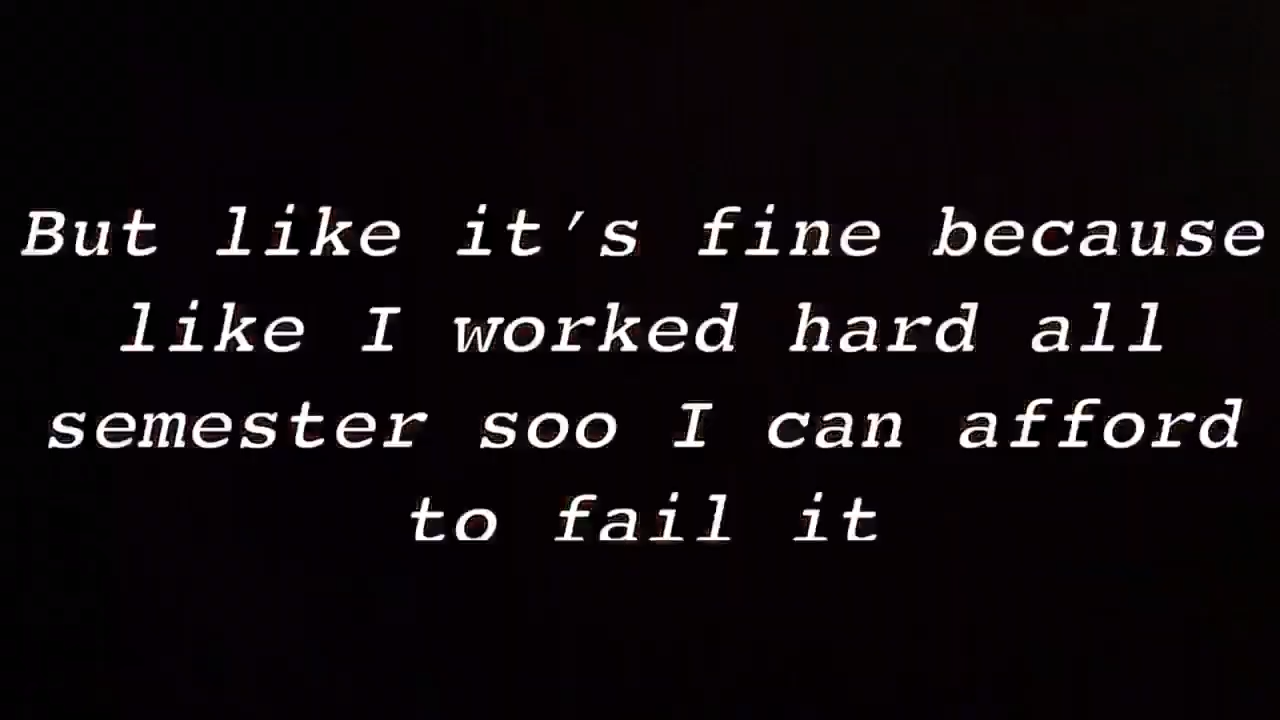 But like it's fine because
like I worked hard all
semester soo I can afford
to fail it